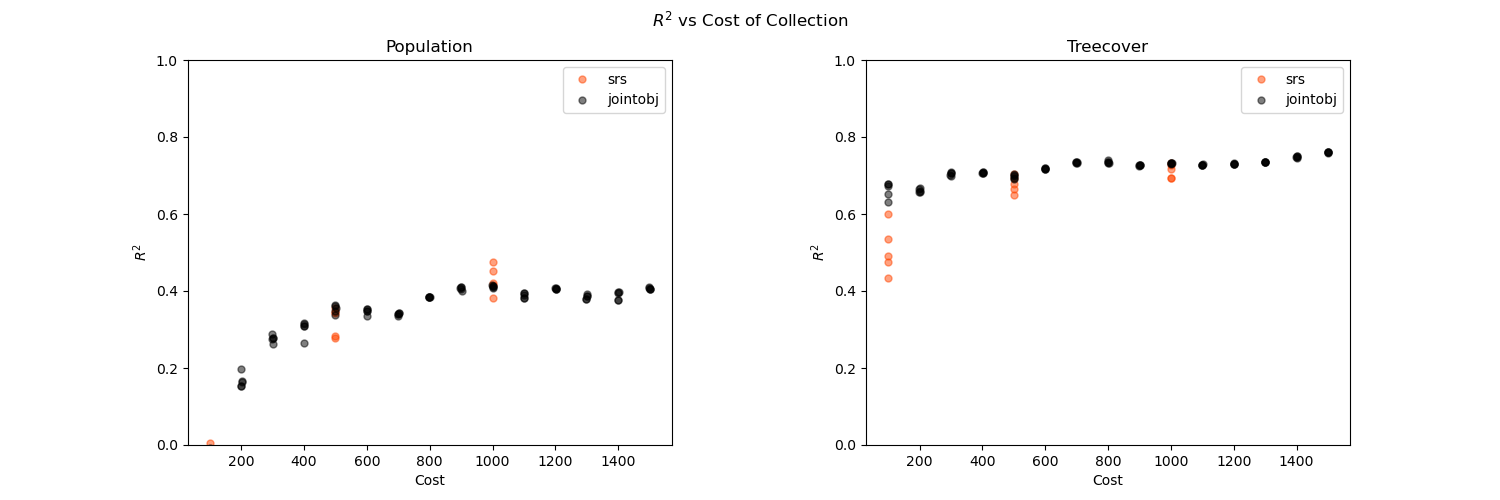 R² vs Cost of Collection
Population
1.0
0.8
0.6
0.4
0.2
0.0
R²
200 400 600 800 1000 1200 1400
Cost
srs
jointobj
Treecover
1.0
0.8
0.6
0.4
0.2
0.0
R²
200 400 600 800 1000 1200 1400
Cost
srs
jointobj